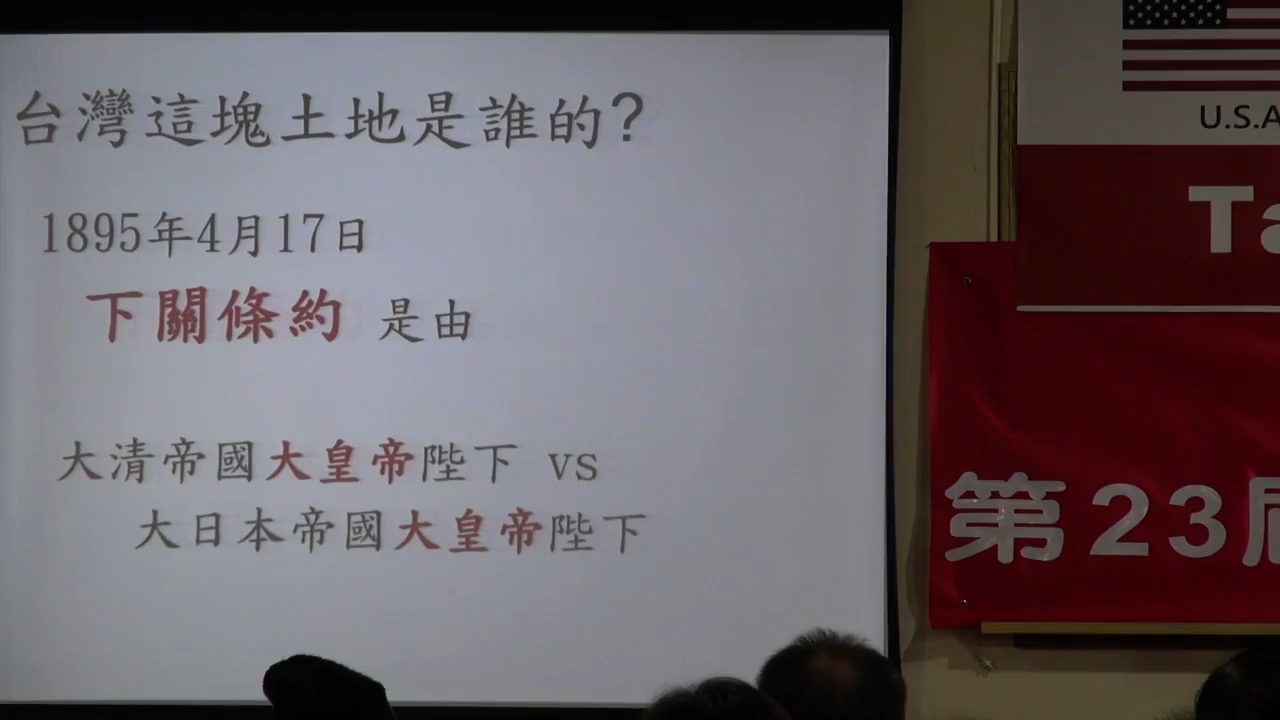 台灣這塊土地是誰的?
1895年4月17日
下關條約 是由
大清帝國大皇帝陛下 vs
大日本帝國大皇帝陛下
U.S.A
Ta
第23屆